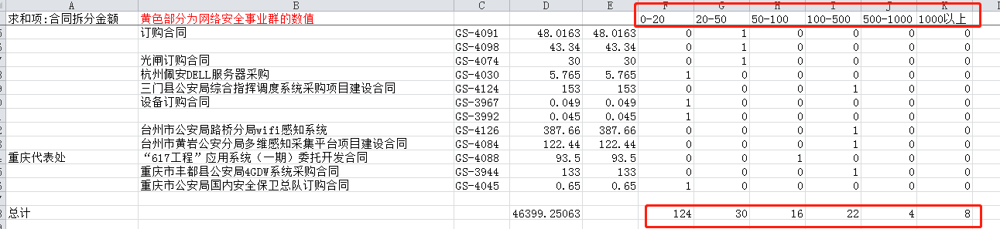 A B C D E F G H I J K
求和项:合同拆分金额 黄色部分为网络安全事业群的数值 0-20 20-50 50-100 100-500 500-1000 1000以上
订购合同 GS-4091 48.0163 48.0163 0 1 0 0 0 0
GS-4098 43.34 43.34 0 1 0 0 0 0
光闸订购合同 GS-4074 30 30 0 1 0 0 0 0
杭州佩安DELL服务器采购 GS-4030 5.765 5.765 1 0 0 0 0 0
三门县公安局综合指挥调度系统采购项目建设合同 GS-4124 153 153 0 0 0 1 0 0
设备订购合同 GS-3967 0.049 0.049 1 0 0 0 0 0
GS-3992 0.045 0.045 1 0 0 0 0 0
台州市公安局路桥分局wifi感知系统 GS-4126 387.66 387.66 0 0 0 1 0 0
台州市黄岩公安分局多维感知采集平台项目建设合同 GS-4084 122.44 122.44 0 0 0 1 0 0
重庆代表处 “617工程”应用系统（一期）委托开发合同 GS-4088 93.5 93.5 0 0 1 0 0 0
重庆市丰都县公安局4GDW系统采购合同 GS-3944 133 133 0 0 0 1 0 0
重庆市公安局国内安全保卫总队订购合同 GS-4045 0.65 0.65 1 0 0 0 0 0
总计 46399.25063 124 30 16 22 4 8